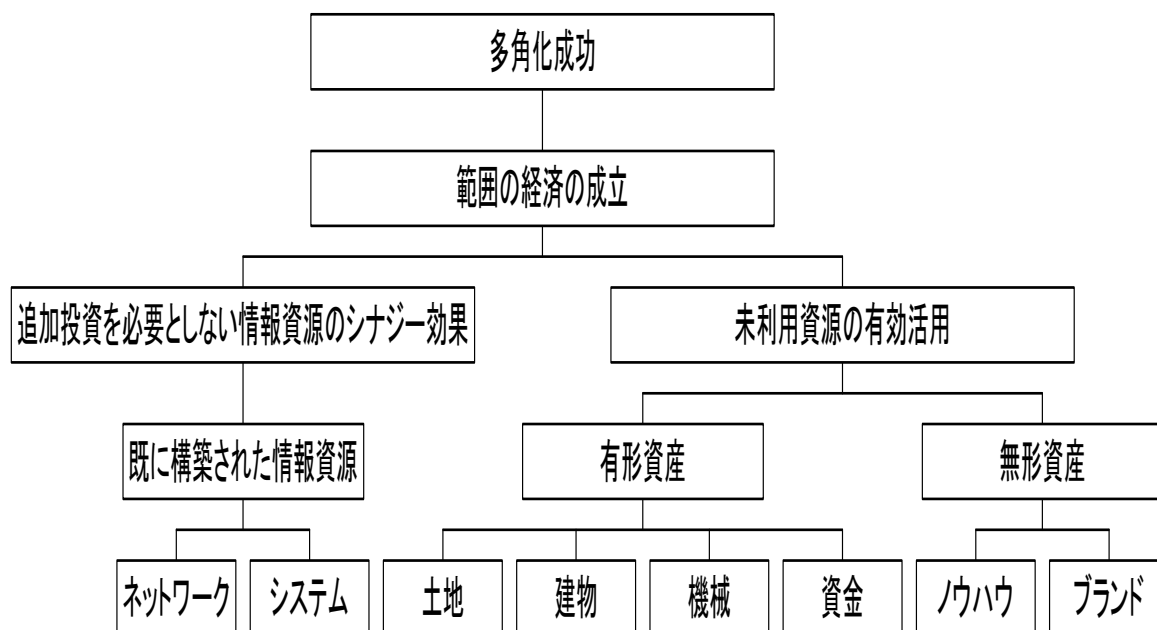 多角化成功
範囲の経済の成立
追加投資を必要としない情報資源のシナジー効果
未利用資源の有効活用
既に構築された情報資源
有形資産
無形資産
ネットワーク
システム
土地
建物
機械
資金
ノウハウ
ブランド